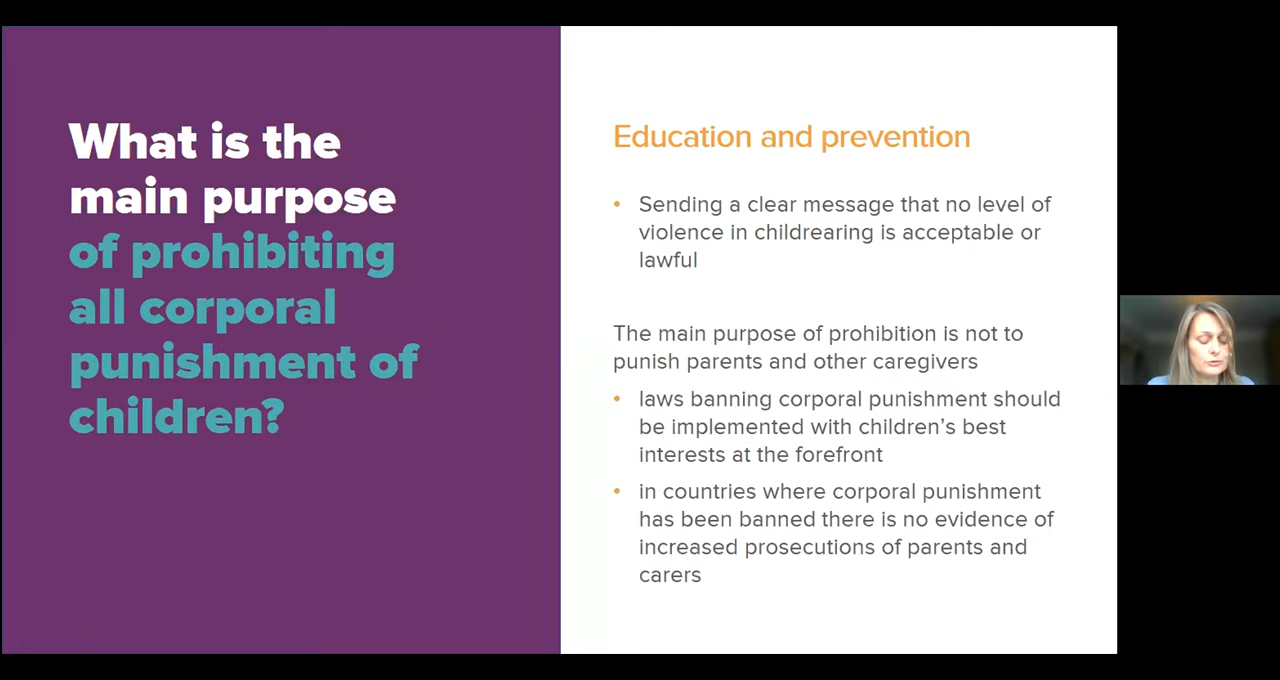 What is the
main purpose
of prohibiting
all corporal
punishment of
children?
Education and prevention
• Sending a clear message that no level of
violence in childrearing is acceptable or
lawful
The main purpose of prohibition is not to
punish parents and other caregivers
• laws banning corporal punishment should
be implemented with children’s best
interests at the forefront
• in countries where corporal punishment
has been banned there is no evidence of
increased prosecutions of parents and
carers